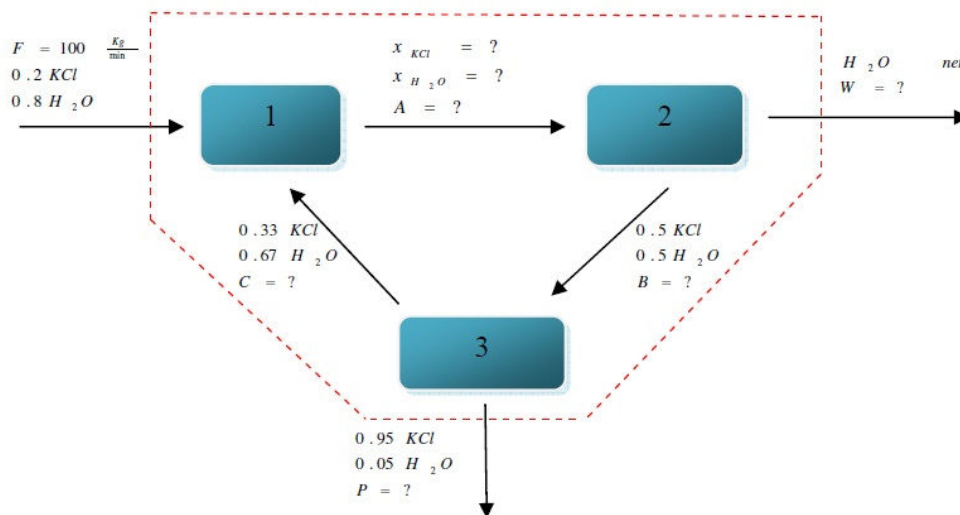 F = 100 Kg/min
0.2 KCl
0.8 H2O
1
x KCl = ?
x H2O = ?
A = ?
2
H2O net
W = ?
0.33 KCl
0.67 H2O
C = ?
0.5 KCl
0.5 H2O
B = ?
3
0.95 KCl
0.05 H2O
P = ?